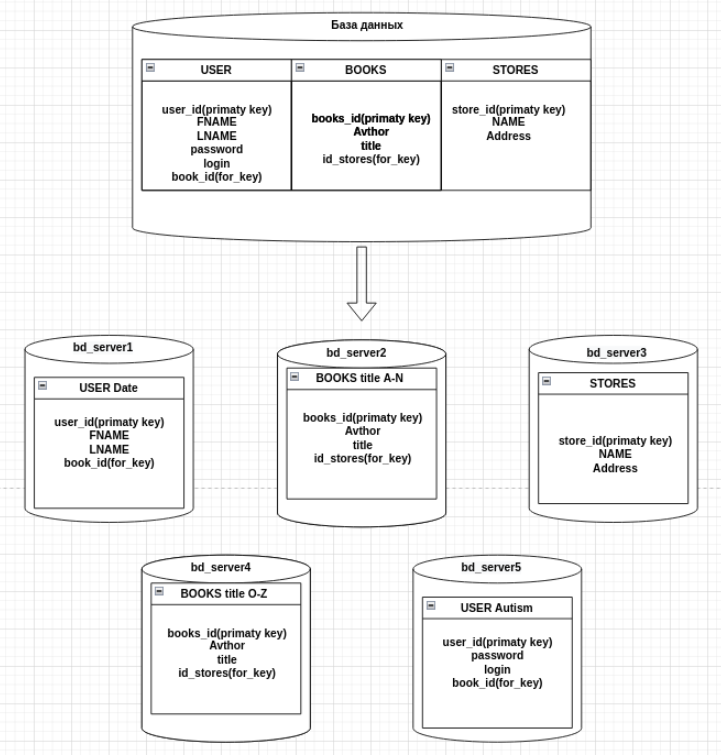 База данных
USER
user_id(primaty key)
FNAME
LNAME
password
login
book_id(for_key)
BOOKS
books_id(primaty key)
Avthor
title
id_stores(for_key)
STORES
store_id(primaty key)
NAME
Address
bd_server1
USER Date
user_id(primaty key)
FNAME
LNAME
book_id(for_key)
bd_server2
BOOKS title A-N
books_id(primaty key)
Avthor
title
id_stores(for_key)
bd_server3
STORES
store_id(primaty key)
NAME
Address
bd_server4
BOOKS title O-Z
books_id(primaty key)
Avthor
title
id_stores(for_key)
bd_server5
USER Autism
user_id(primaty key)
password
login
book_id(for_key)